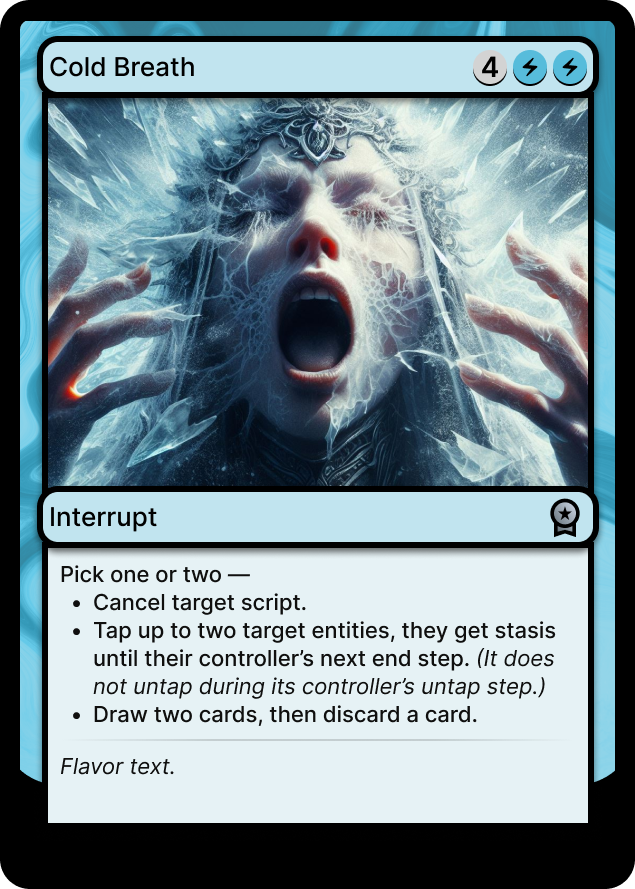 Cold Breath 4
Interrupt
Pick one or two —
• Cancel target script.
• Tap up to two target entities, they get stasis
until their controller’s next end step. (It does
not untap during its controller’s untap step.)
• Draw two cards, then discard a card.
Flavor text.